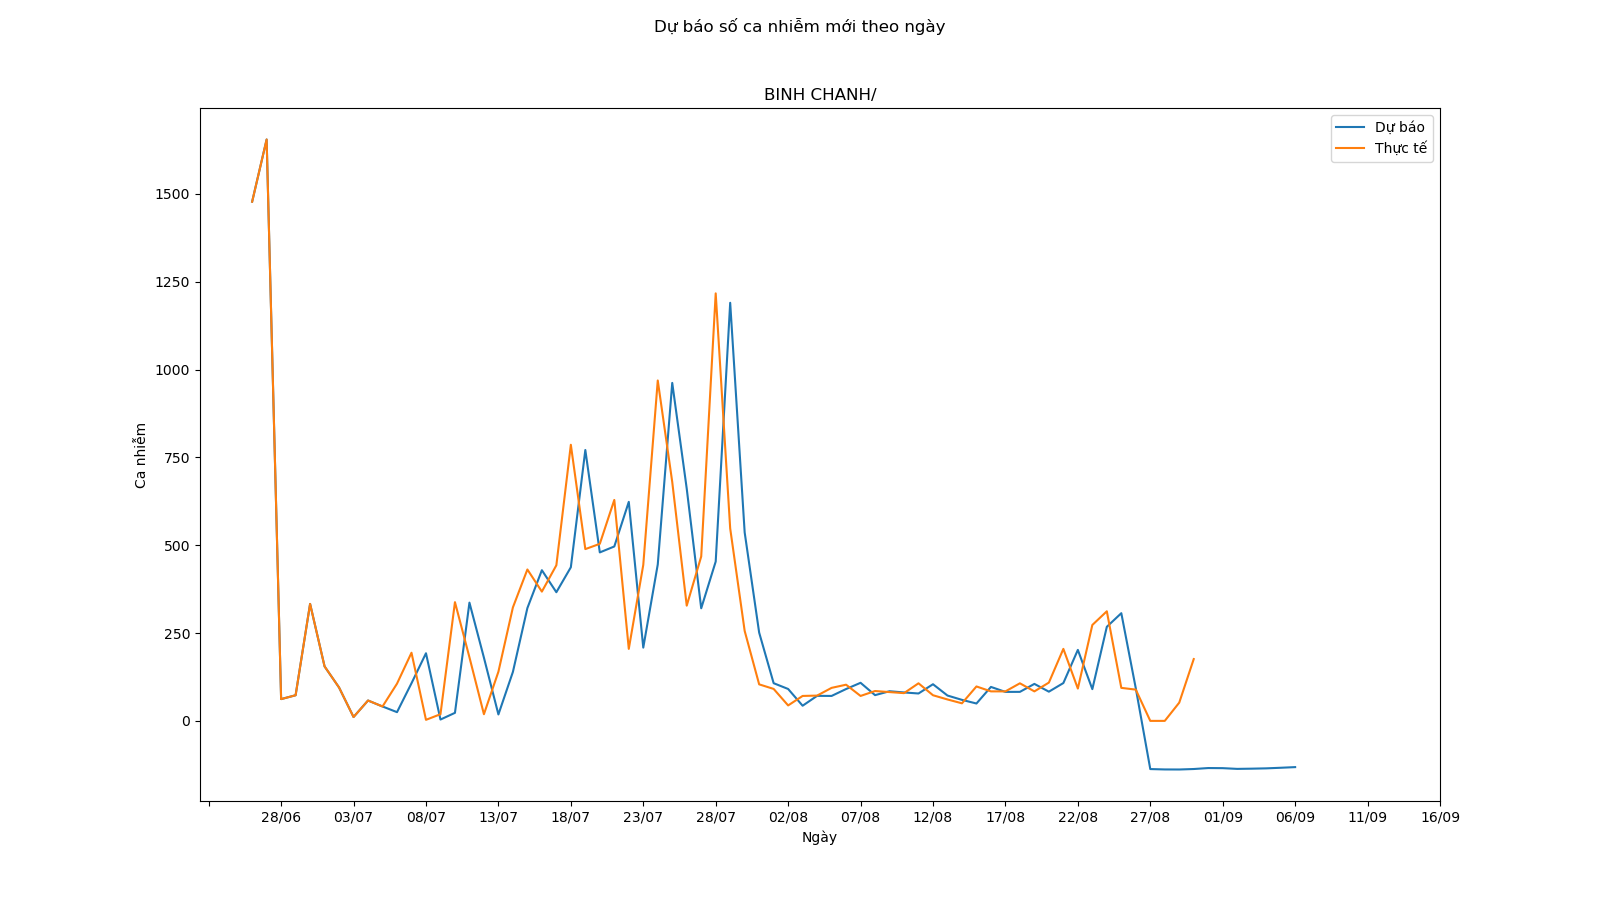 Dự báo số ca nhiễm mới theo ngày
BINH CHANH/
Dự báo
Thực tế
1500
1250
1000
750
500
250
0
Ca nhiễm
28/06 03/07 08/07 13/07 18/07 23/07 28/07 02/08 07/08 12/08 17/08 22/08 27/08 01/09 06/09 11/09 16/09
Ngày